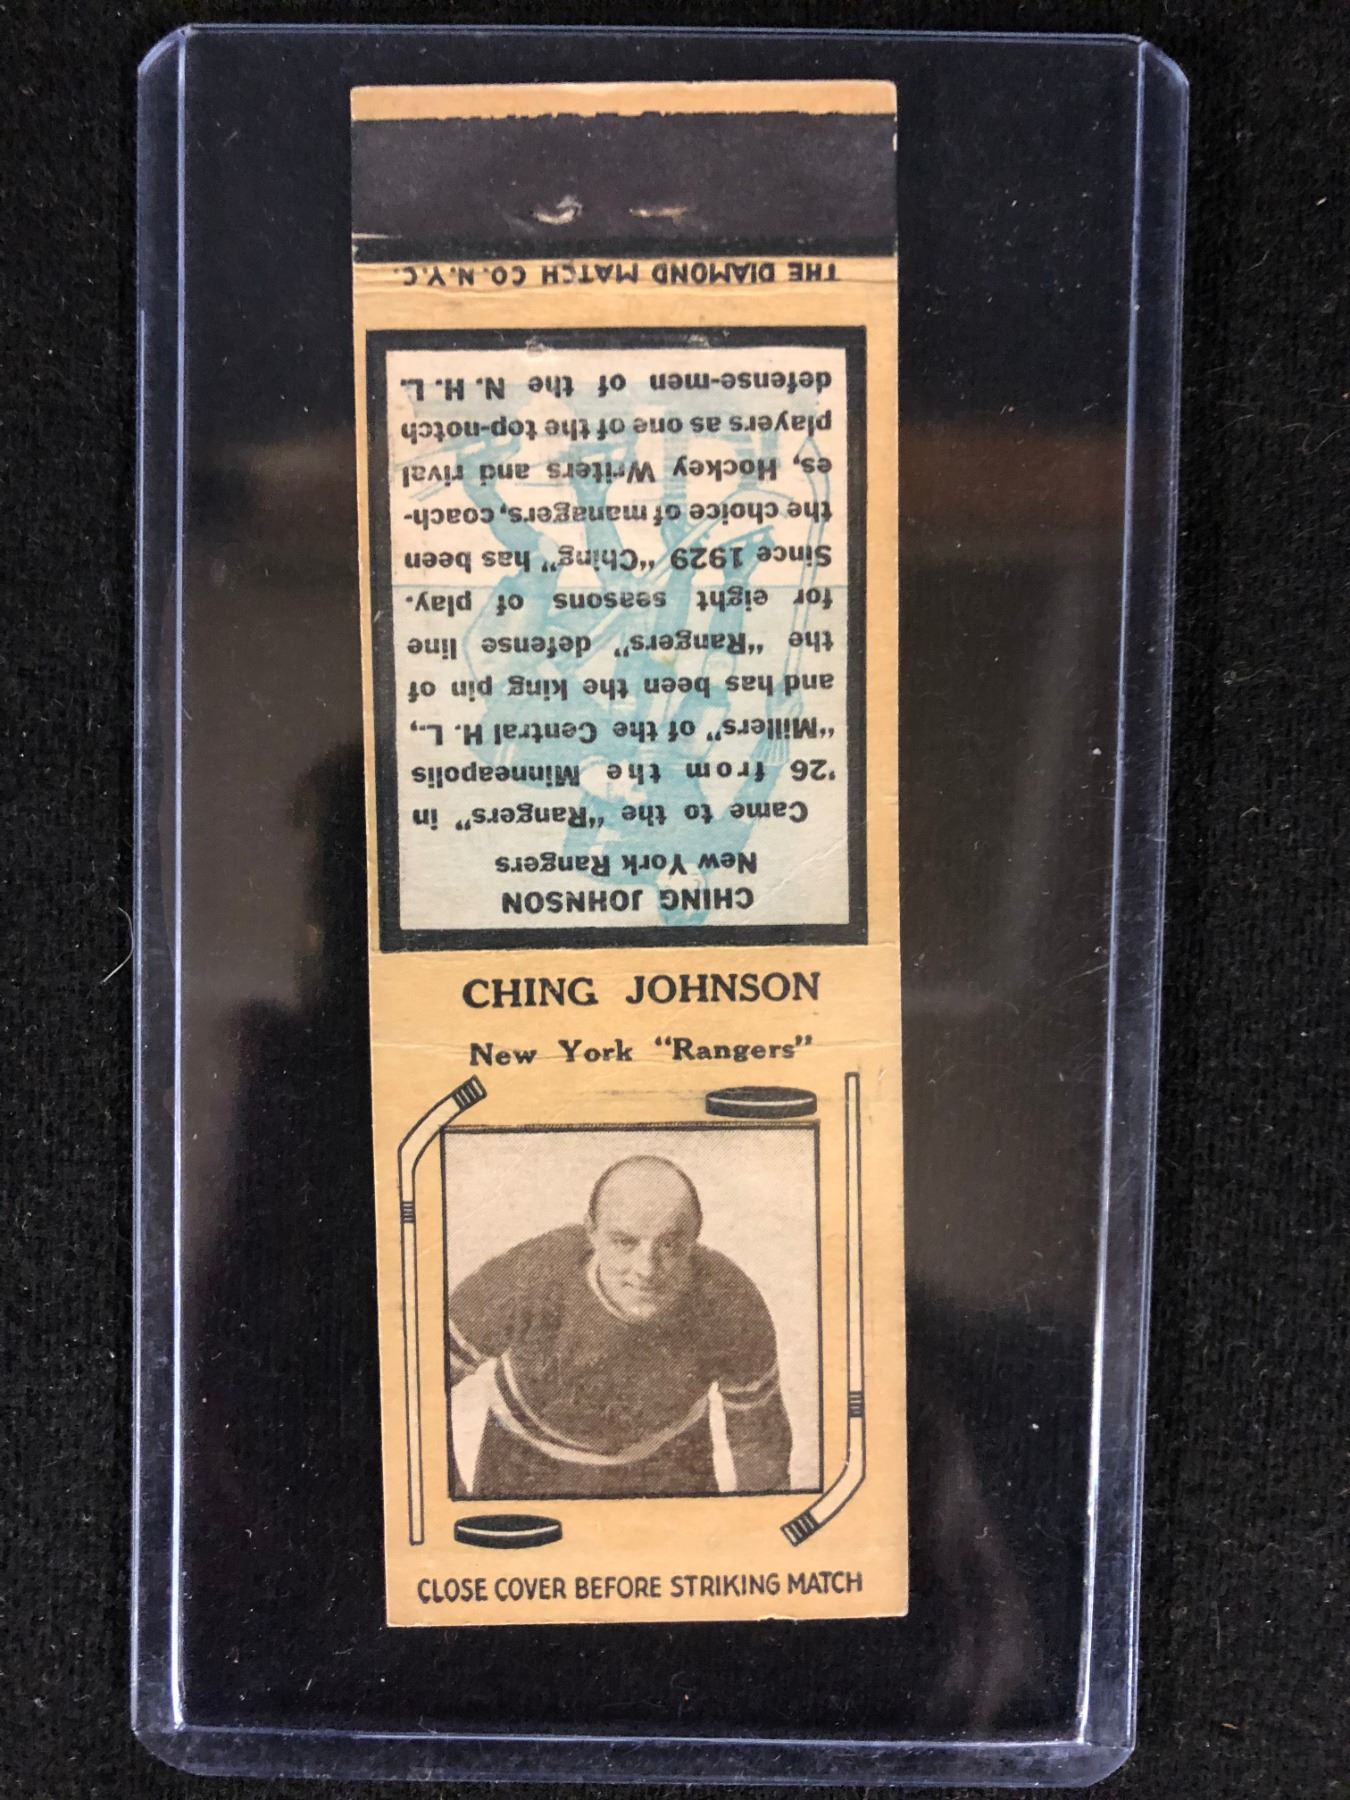 THE DIAMOND MATCH CO. N.Y.C.
CHING JOHNSON
New York Rangers
Came to the "Rangers" in
'26 from the Minneapolis
"Millers" of the Central H. L.,
and has been the king pin of
the "Rangers" defense line
for eight seasons of play.
Since 1929 "Ching" has been
the choice of managers, coach-
es, Hockey Writers and rival
players as one of the top-notch
defense-men of the N. H. L.
CHING JOHNSON
New York "Rangers"
CLOSE COVER BEFORE STRIKING MATCH